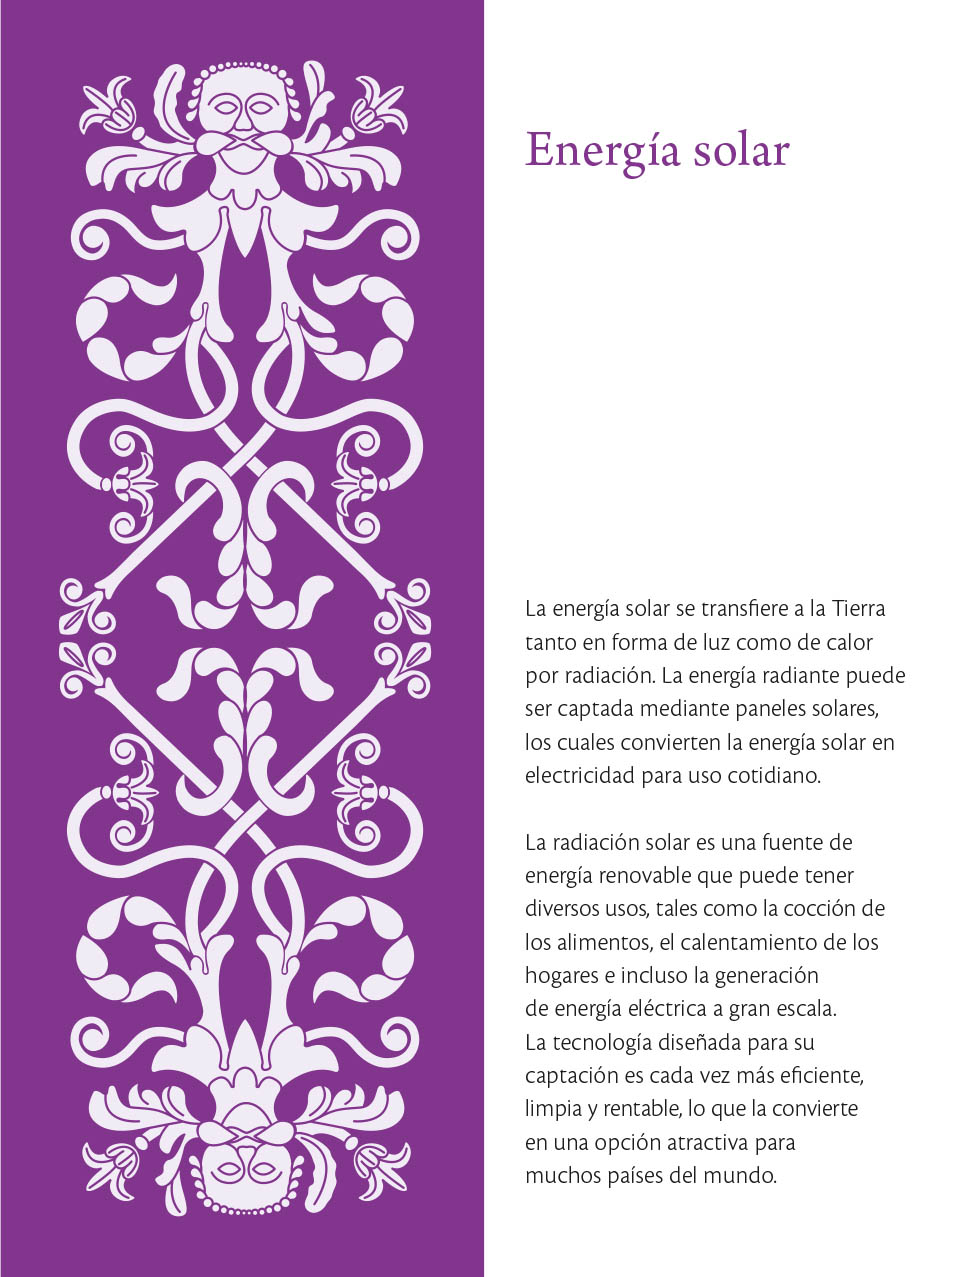 Energía solar
La energía solar se transfiere a la Tierra
tanto en forma de luz como de calor
por radiación. La energía radiante puede
ser captada mediante paneles solares,
los cuales convierten la energía solar en
electricidad para uso cotidiano.
La radiación solar es una fuente de
energía renovable que puede tener
diversos usos, tales como la cocción de
los alimentos, el calentamiento de los
hogares e incluso la generación
de energía eléctrica a gran escala.
La tecnología diseñada para su
captación es cada vez más eficiente,
limpia y rentable, lo que la convierte
en una opción atractiva para
muchos países del mundo.